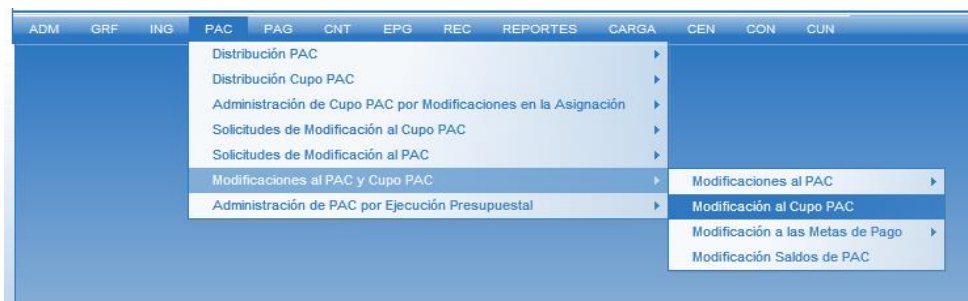 ADM GRF ING PAC PAG CNT EPG REC REPORTES CARGA CEN CON CUN
Distribución PAC
Distribución Cupo PAC
Administración de Cupo PAC por Modificaciones en la Asignación
Solicitudes de Modificación al Cupo PAC
Solicitudes de Modificación al PAC
Modificaciones al PAC y Cupo PAC
Administración de PAC por Ejecución Presupuestal
Modificaciones al PAC
Modificación al Cupo PAC
Modificación a las Metas de Pago
Modificación Saldos de PAC